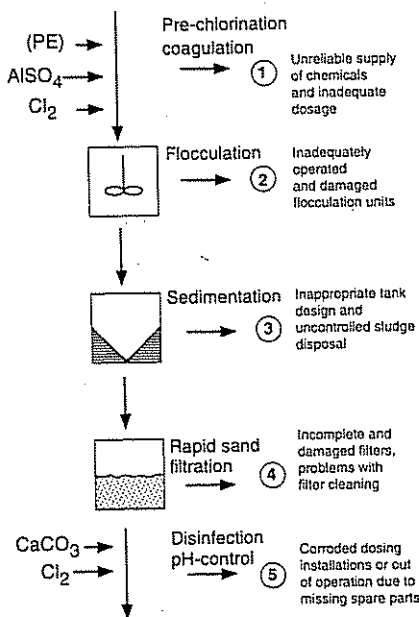 Pre-chlorination
coagulation
(PE)
AlSO₄
Cl₂
1
Unreliable supply
of chemicals
and inadequate
dosage
Flocculation
2
Inadequately
operated
and damaged
flocculation units
Sedimentation
3
Inappropriate tank
design and
uncontrolled sludge
disposal
Rapid sand
filtration
4
Incomplete and
damaged filters,
problems with
filter cleaning
CaCO₃
Cl₂
Disinfection
pH-control
5
Corroded dosing
installations or out
of operation due to
missing spare parts